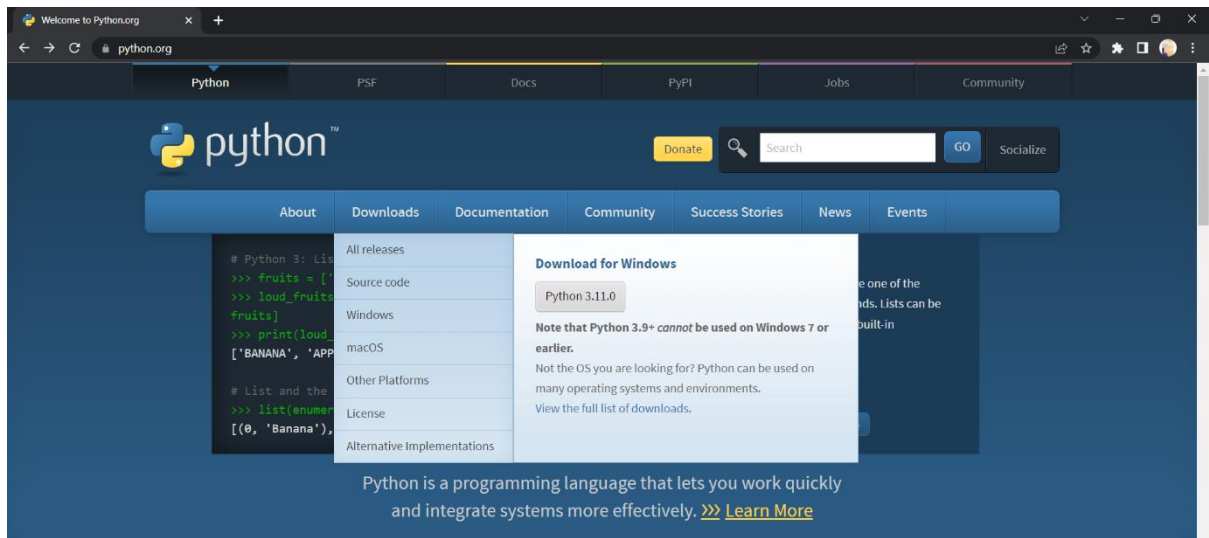 Welcome to Python.org
python.org
Python PSF Docs PyPI Jobs Community
python™
Donate Search GO Socialize
About Downloads Documentation Community Success Stories News Events
# Python 3: Lis
>>> fruits = ['
>>> loud_fruits
fruits]
>>> print(loud_
['BANANA', 'APP
# List and the
>>> list(enumer
[(0, 'Banana'),
All releases
Source code
Windows
macOS
Other Platforms
License
Alternative Implementations
Download for Windows
Python 3.11.0
Note that Python 3.9+ cannot be used on Windows 7 or
earlier.
Not the OS you are looking for? Python can be used on
many operating systems and environments.
View the full list of downloads.
e one of the
ds. Lists can be
built-in
Python is a programming language that lets you work quickly
and integrate systems more effectively. >>> Learn More